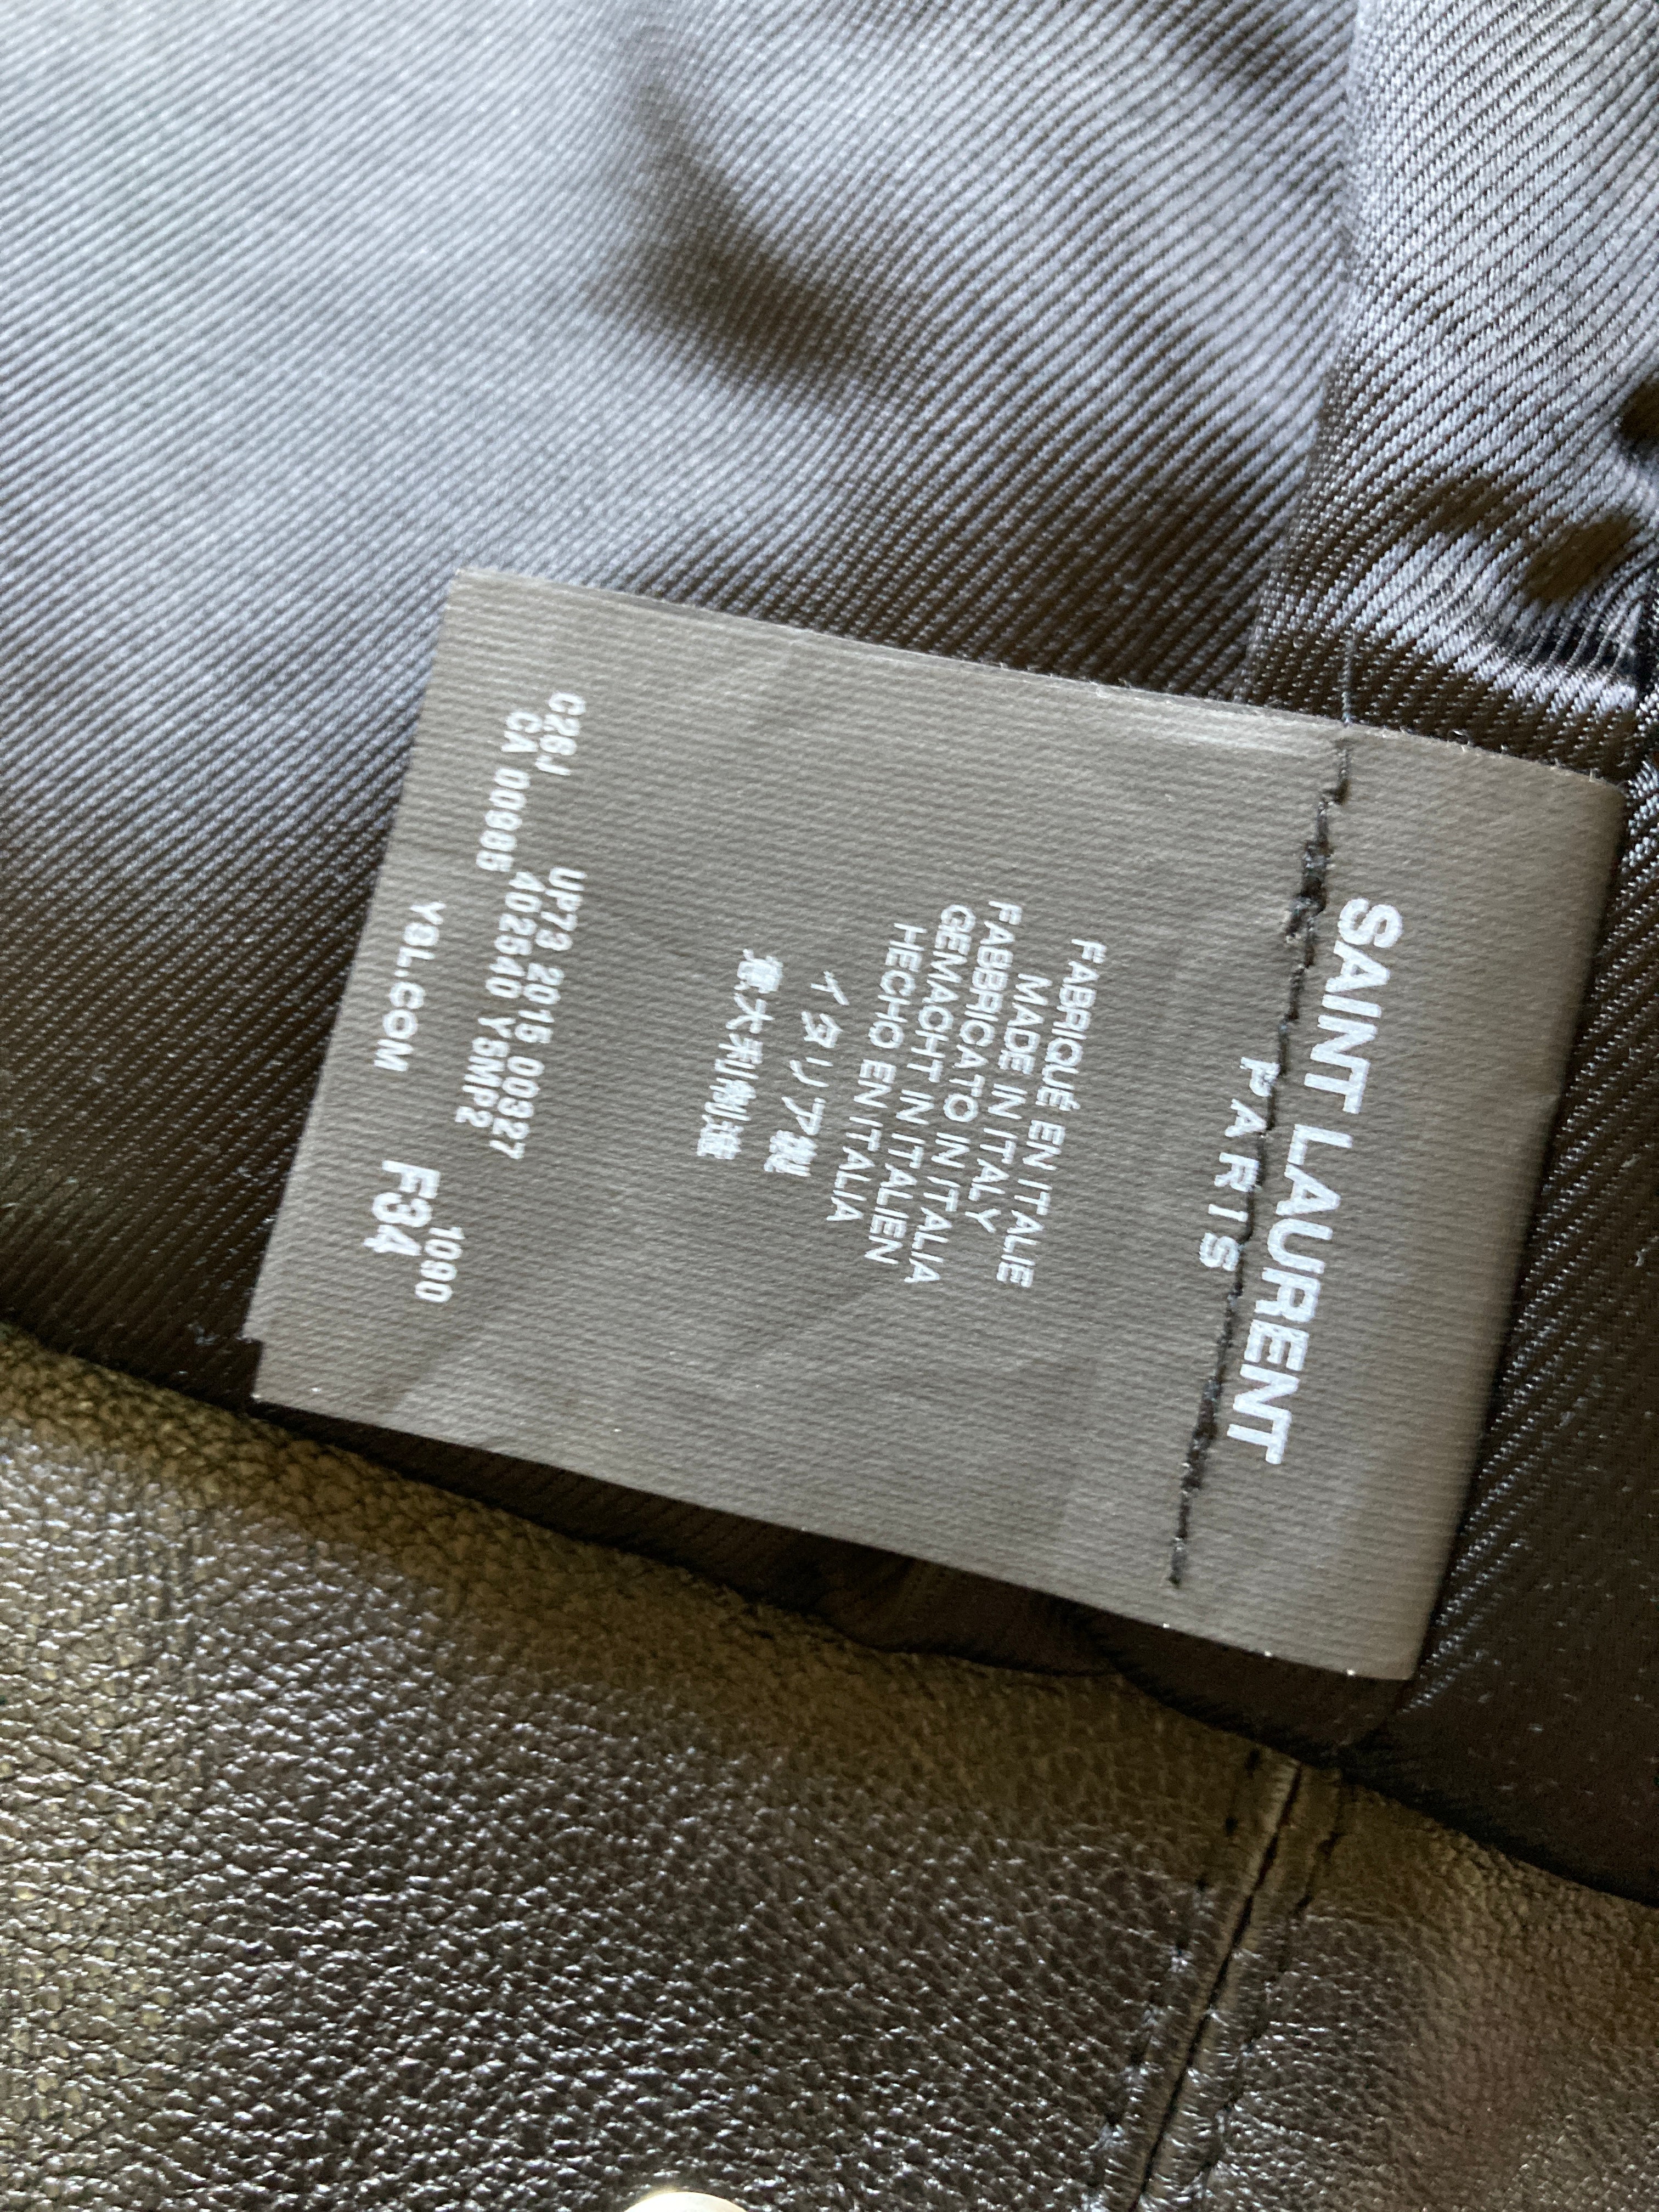 SAINT LAURENT
PARIS
FABRIQUÉ EN ITALIE
MADE IN ITALY
FABBRICATO IN ITALIA
GEMACHT IN ITALIEN
HECHO EN ITALIA
イタリア製
意大利制造
C26J UP73 2015 00327 1090
CA 00985 402540 Y5MP2 F34
YSL.COM